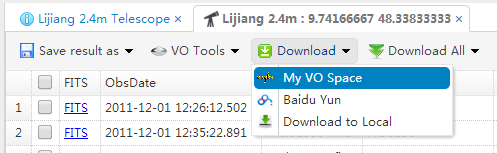 Lijiang 2.4m Telescope
Lijiang 2.4m : 9.74166667 48.33833333
Save result as VO Tools Download Download All
FITS ObsDate
My VO Space
Baidu Yun
Download to Local
1 FITS 2011-12-01 12:26:12.502
2 FITS 2011-12-01 12:35:22.891